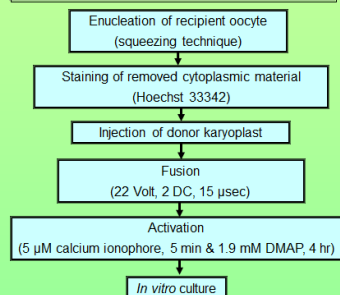 Enucleation of recipient oocyte
(squeezing technique)
Staining of removed cytoplasmic material
(Hoechst 33342)
Injection of donor karyoplast
Fusion
(22 Volt, 2 DC, 15 µsec)
Activation
(5 µM calcium ionophore, 5 min & 1.9 mM DMAP, 4 hr)
In vitro culture